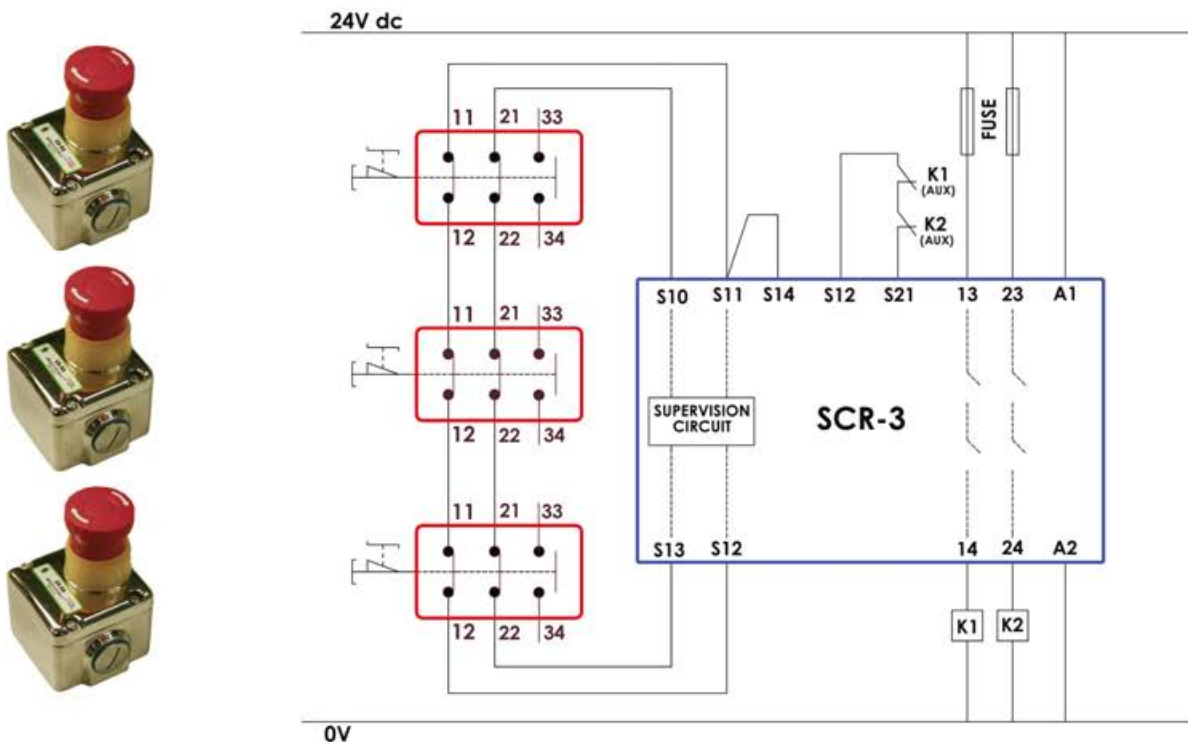 24V dc
11 21 33
12 22 34
11 21 33
12 22 34
11 21 33
12 22 34
FUSE
K1
(AUX)
K2
(AUX)
S10 S11 S14 S12 S21 13 23 A1
SUPERVISION
CIRCUIT
SCR-3
S13 S12 14 24 A2
K1 K2
0V